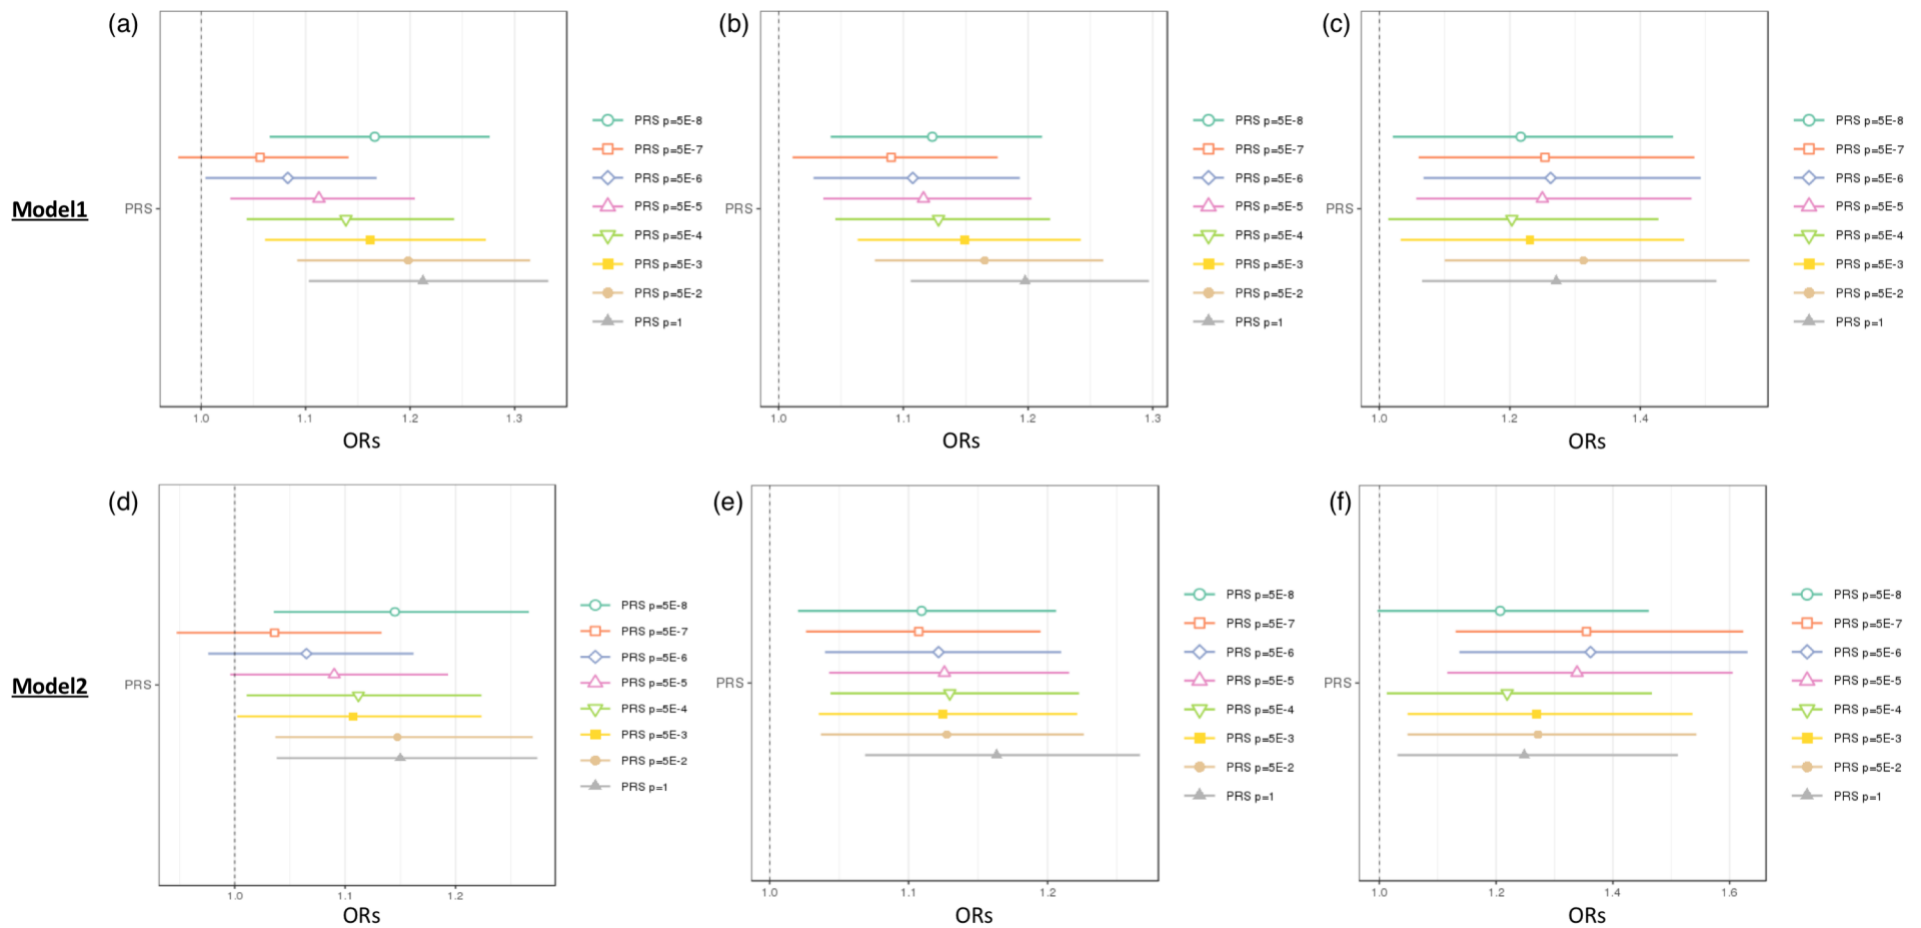 (a)
PRS
PRS p=5E-8
PRS p=5E-7
PRS p=5E-6
PRS p=5E-5
PRS p=5E-4
PRS p=5E-3
PRS p=5E-2
PRS p=1
1.0 1.1 1.2 1.3
ORs
(b)
PRS
PRS p=5E-8
PRS p=5E-7
PRS p=5E-6
PRS p=5E-5
PRS p=5E-4
PRS p=5E-3
PRS p=5E-2
PRS p=1
1.0 1.1 1.2 1.3
ORs
(c)
PRS
PRS p=5E-8
PRS p=5E-7
PRS p=5E-6
PRS p=5E-5
PRS p=5E-4
PRS p=5E-3
PRS p=5E-2
PRS p=1
1.0 1.2 1.4
ORs
Model1
(d)
PRS
PRS p=5E-8
PRS p=5E-7
PRS p=5E-6
PRS p=5E-5
PRS p=5E-4
PRS p=5E-3
PRS p=5E-2
PRS p=1
1.0 1.1 1.2
ORs
(e)
PRS
PRS p=5E-8
PRS p=5E-7
PRS p=5E-6
PRS p=5E-5
PRS p=5E-4
PRS p=5E-3
PRS p=5E-2
PRS p=1
1.0 1.1 1.2
ORs
(f)
PRS
PRS p=5E-8
PRS p=5E-7
PRS p=5E-6
PRS p=5E-5
PRS p=5E-4
PRS p=5E-3
PRS p=5E-2
PRS p=1
1.0 1.2 1.4 1.6
ORs
Model2